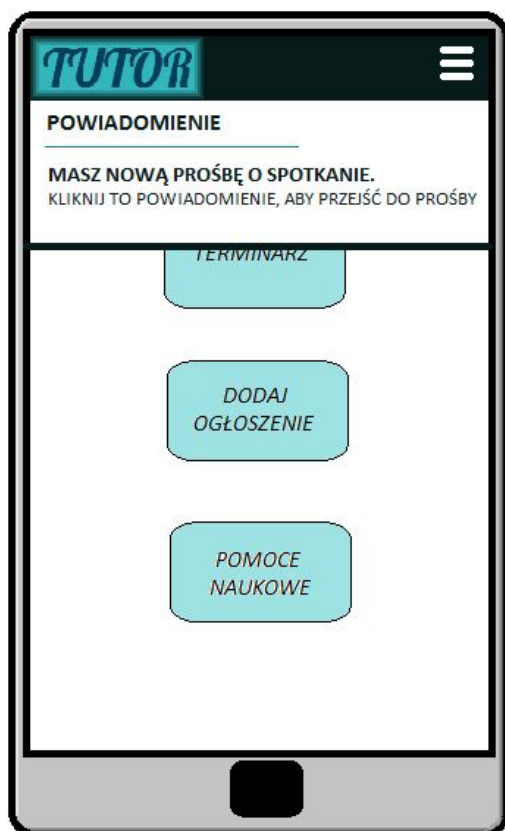 TUTOR
POWIADOMIENIE
MASZ NOWĄ PROŚBĘ O SPOTKANIE.
KLIKNIJ TO POWIADOMIENIE, ABY PRZEJŚĆ DO PROŚBY
TERMINARZ
DODAJ
OGŁOSZENIE
POMOCE
NAUKOWE